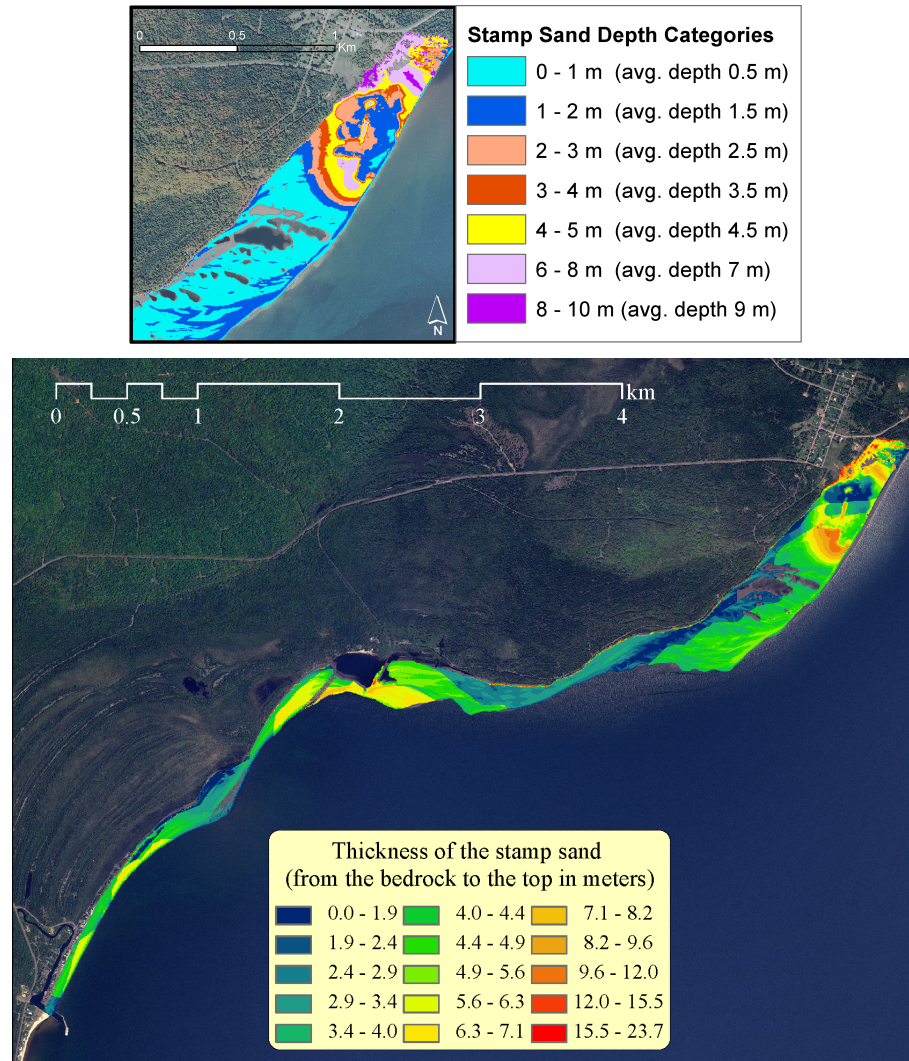 0 0.5 1
Km
N
Stamp Sand Depth Categories
0 - 1 m (avg. depth 0.5 m)
1 - 2 m (avg. depth 1.5 m)
2 - 3 m (avg. depth 2.5 m)
3 - 4 m (avg. depth 3.5 m)
4 - 5 m (avg. depth 4.5 m)
6 - 8 m (avg. depth 7 m)
8 - 10 m (avg. depth 9 m)
km
0 0.5 1 2 3 4
Thickness of the stamp sand
(from the bedrock to the top in meters)
0.0 - 1.9 4.0 - 4.4 7.1 - 8.2
1.9 - 2.4 4.4 - 4.9 8.2 - 9.6
2.4 - 2.9 4.9 - 5.6 9.6 - 12.0
2.9 - 3.4 5.6 - 6.3 12.0 - 15.5
3.4 - 4.0 6.3 - 7.1 15.5 - 23.7